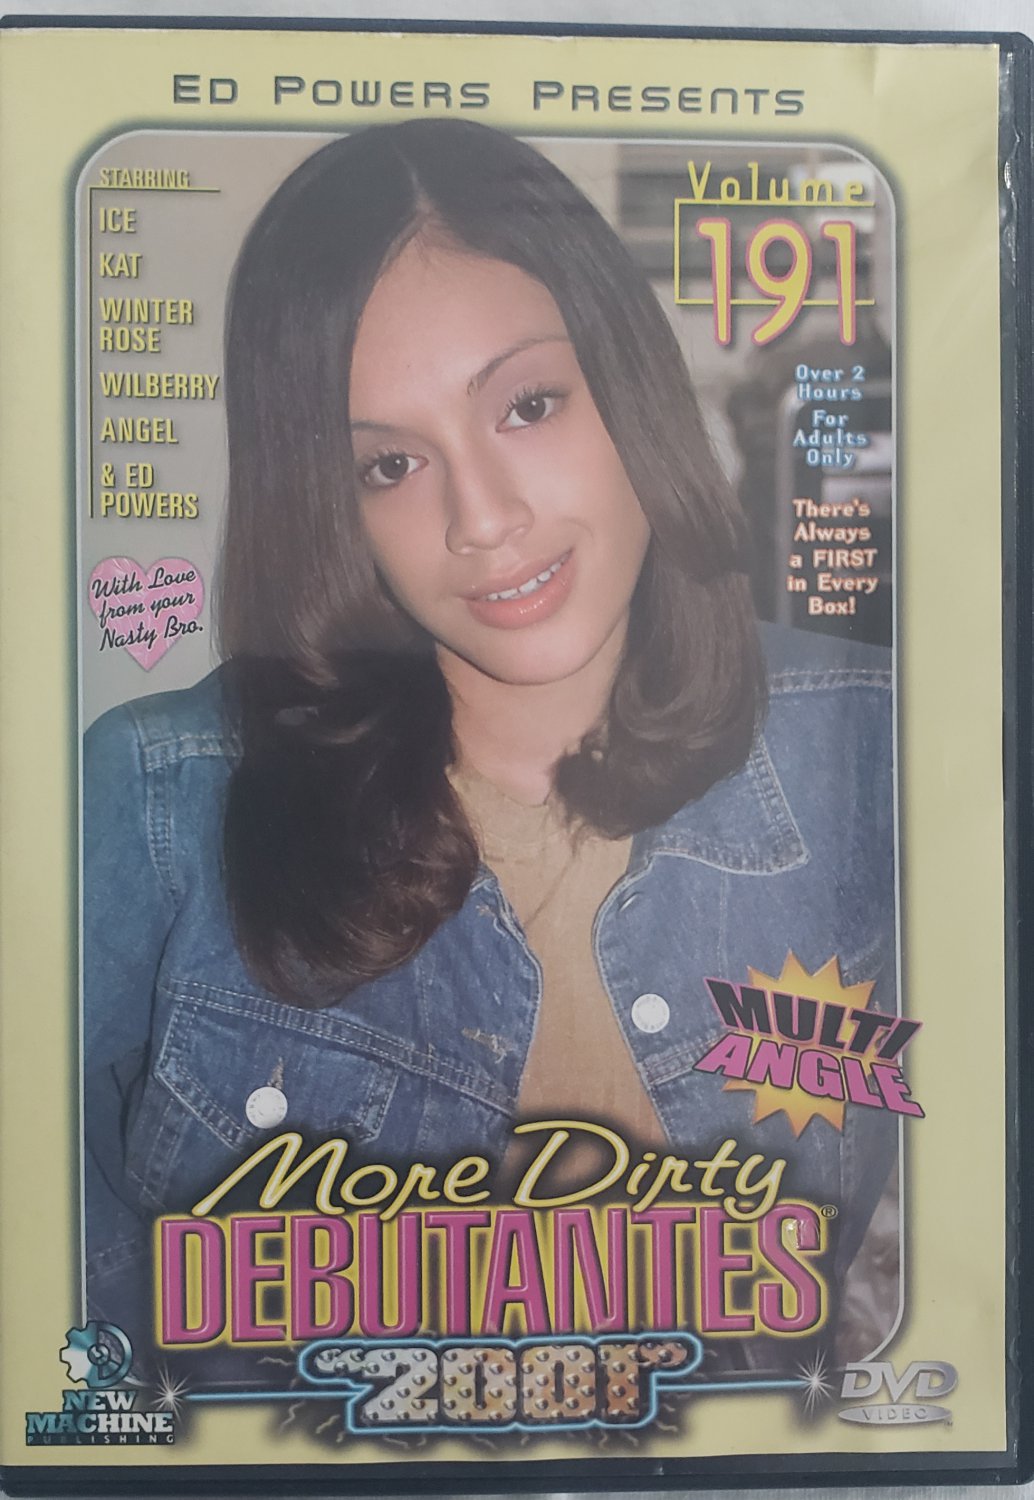 ED POWERS PRESENTS
STARRING
ICE
KAT
WINTER
ROSE
WILBERRY
ANGEL
& ED
POWERS
With Love
from your
Nasty Bro.
Volume
191
Over 2
Hours
For
Adults
Only
There's
Always
a FIRST
in Every
Box!
MULTI
ANGLE
More Dirty
DEBUTANTES®
"2001"
NEW
MACHINE
PUBLISHING
DVD
VIDEO